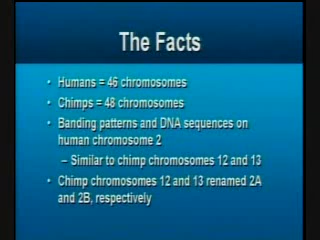 The Facts
• Humans = 46 chromosomes
• Chimps = 48 chromosomes
• Banding patterns and DNA sequences on
human chromosome 2
– Similar to chimp chromosomes 12 and 13
• Chimp chromosomes 12 and 13 renamed 2A
and 2B, respectively